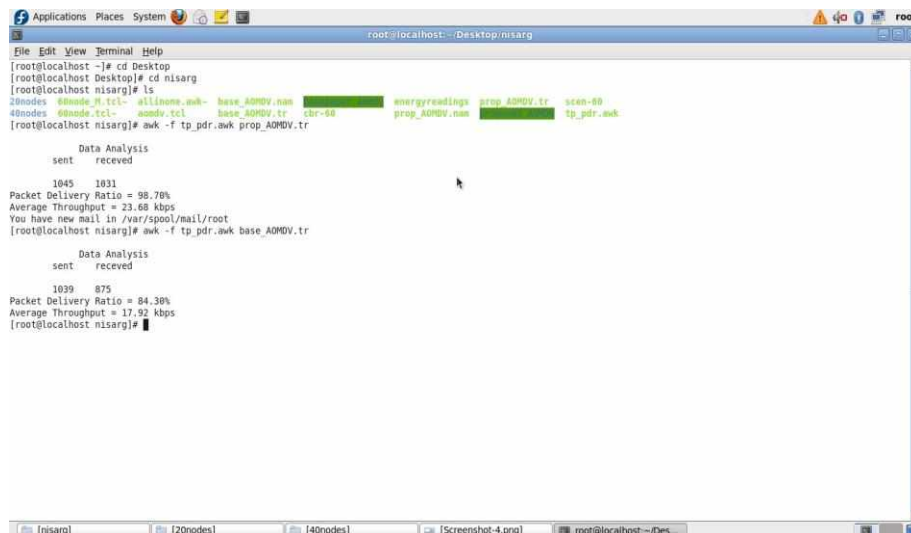 Applications Places System
roo
root@localhost:~/Desktop/nisarg
File Edit View Terminal Help
[root@localhost ~]# cd Desktop
[root@localhost Desktop]# cd nisarg
[root@localhost nisarg]# ls
20nodes 60node_M.tcl~ allinome.awk~ base_AOMDV.nam energyreadings prop_AOMDV.tr scen-80
40nodes 60node.tcl~ aomdv.tcl base_AOMDV.tr cbr-60 prop_AOMDV.nam tp_pdr.awk
[root@localhost nisarg]# awk -f tp_pdr.awk prop_AOMDV.tr
Data Analysis
sent receved
1045 1031
Packet Delivery Ratio = 98.70%
Average Throughput = 23.68 kbps
You have new mail in /var/spool/mail/root
[root@localhost nisarg]# awk -f tp_pdr.awk base_AOMDV.tr
Data Analysis
sent receved
1039 875
Packet Delivery Ratio = 84.30%
Average Throughput = 17.92 kbps
[root@localhost nisarg]#
[nisarg] [20nodes] [40nodes] [Screenshot-4.png] root@localhost:~/Des...